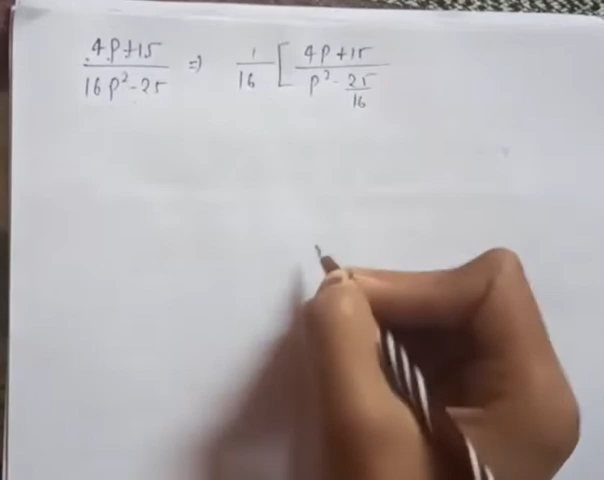 4p+15 / 16p² - 25 ⇒ 1/16 [ 4p+15 / p² - 25/16